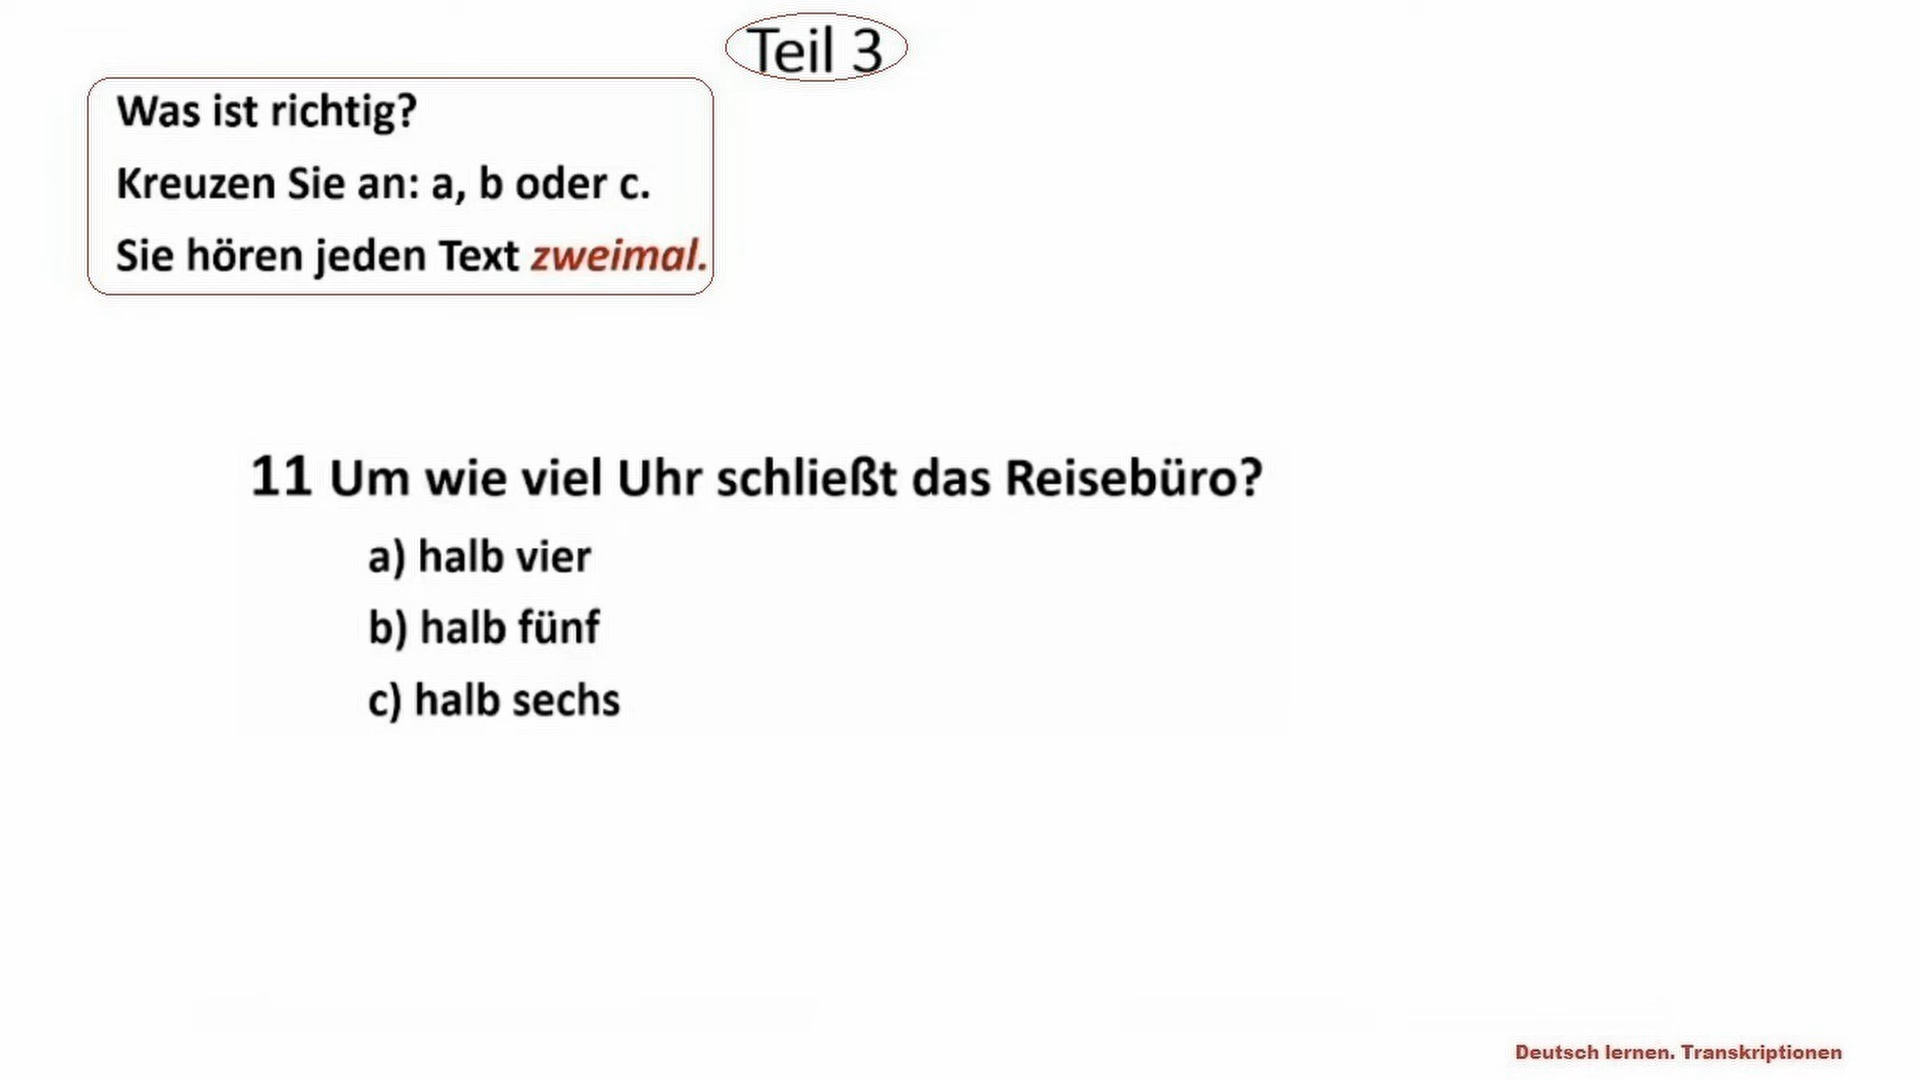 Teil 3
Was ist richtig?
Kreuzen Sie an: a, b oder c.
Sie hören jeden Text zweimal.
11 Um wie viel Uhr schließt das Reisebüro?
a) halb vier
b) halb fünf
c) halb sechs
Deutsch lernen. Transkriptionen